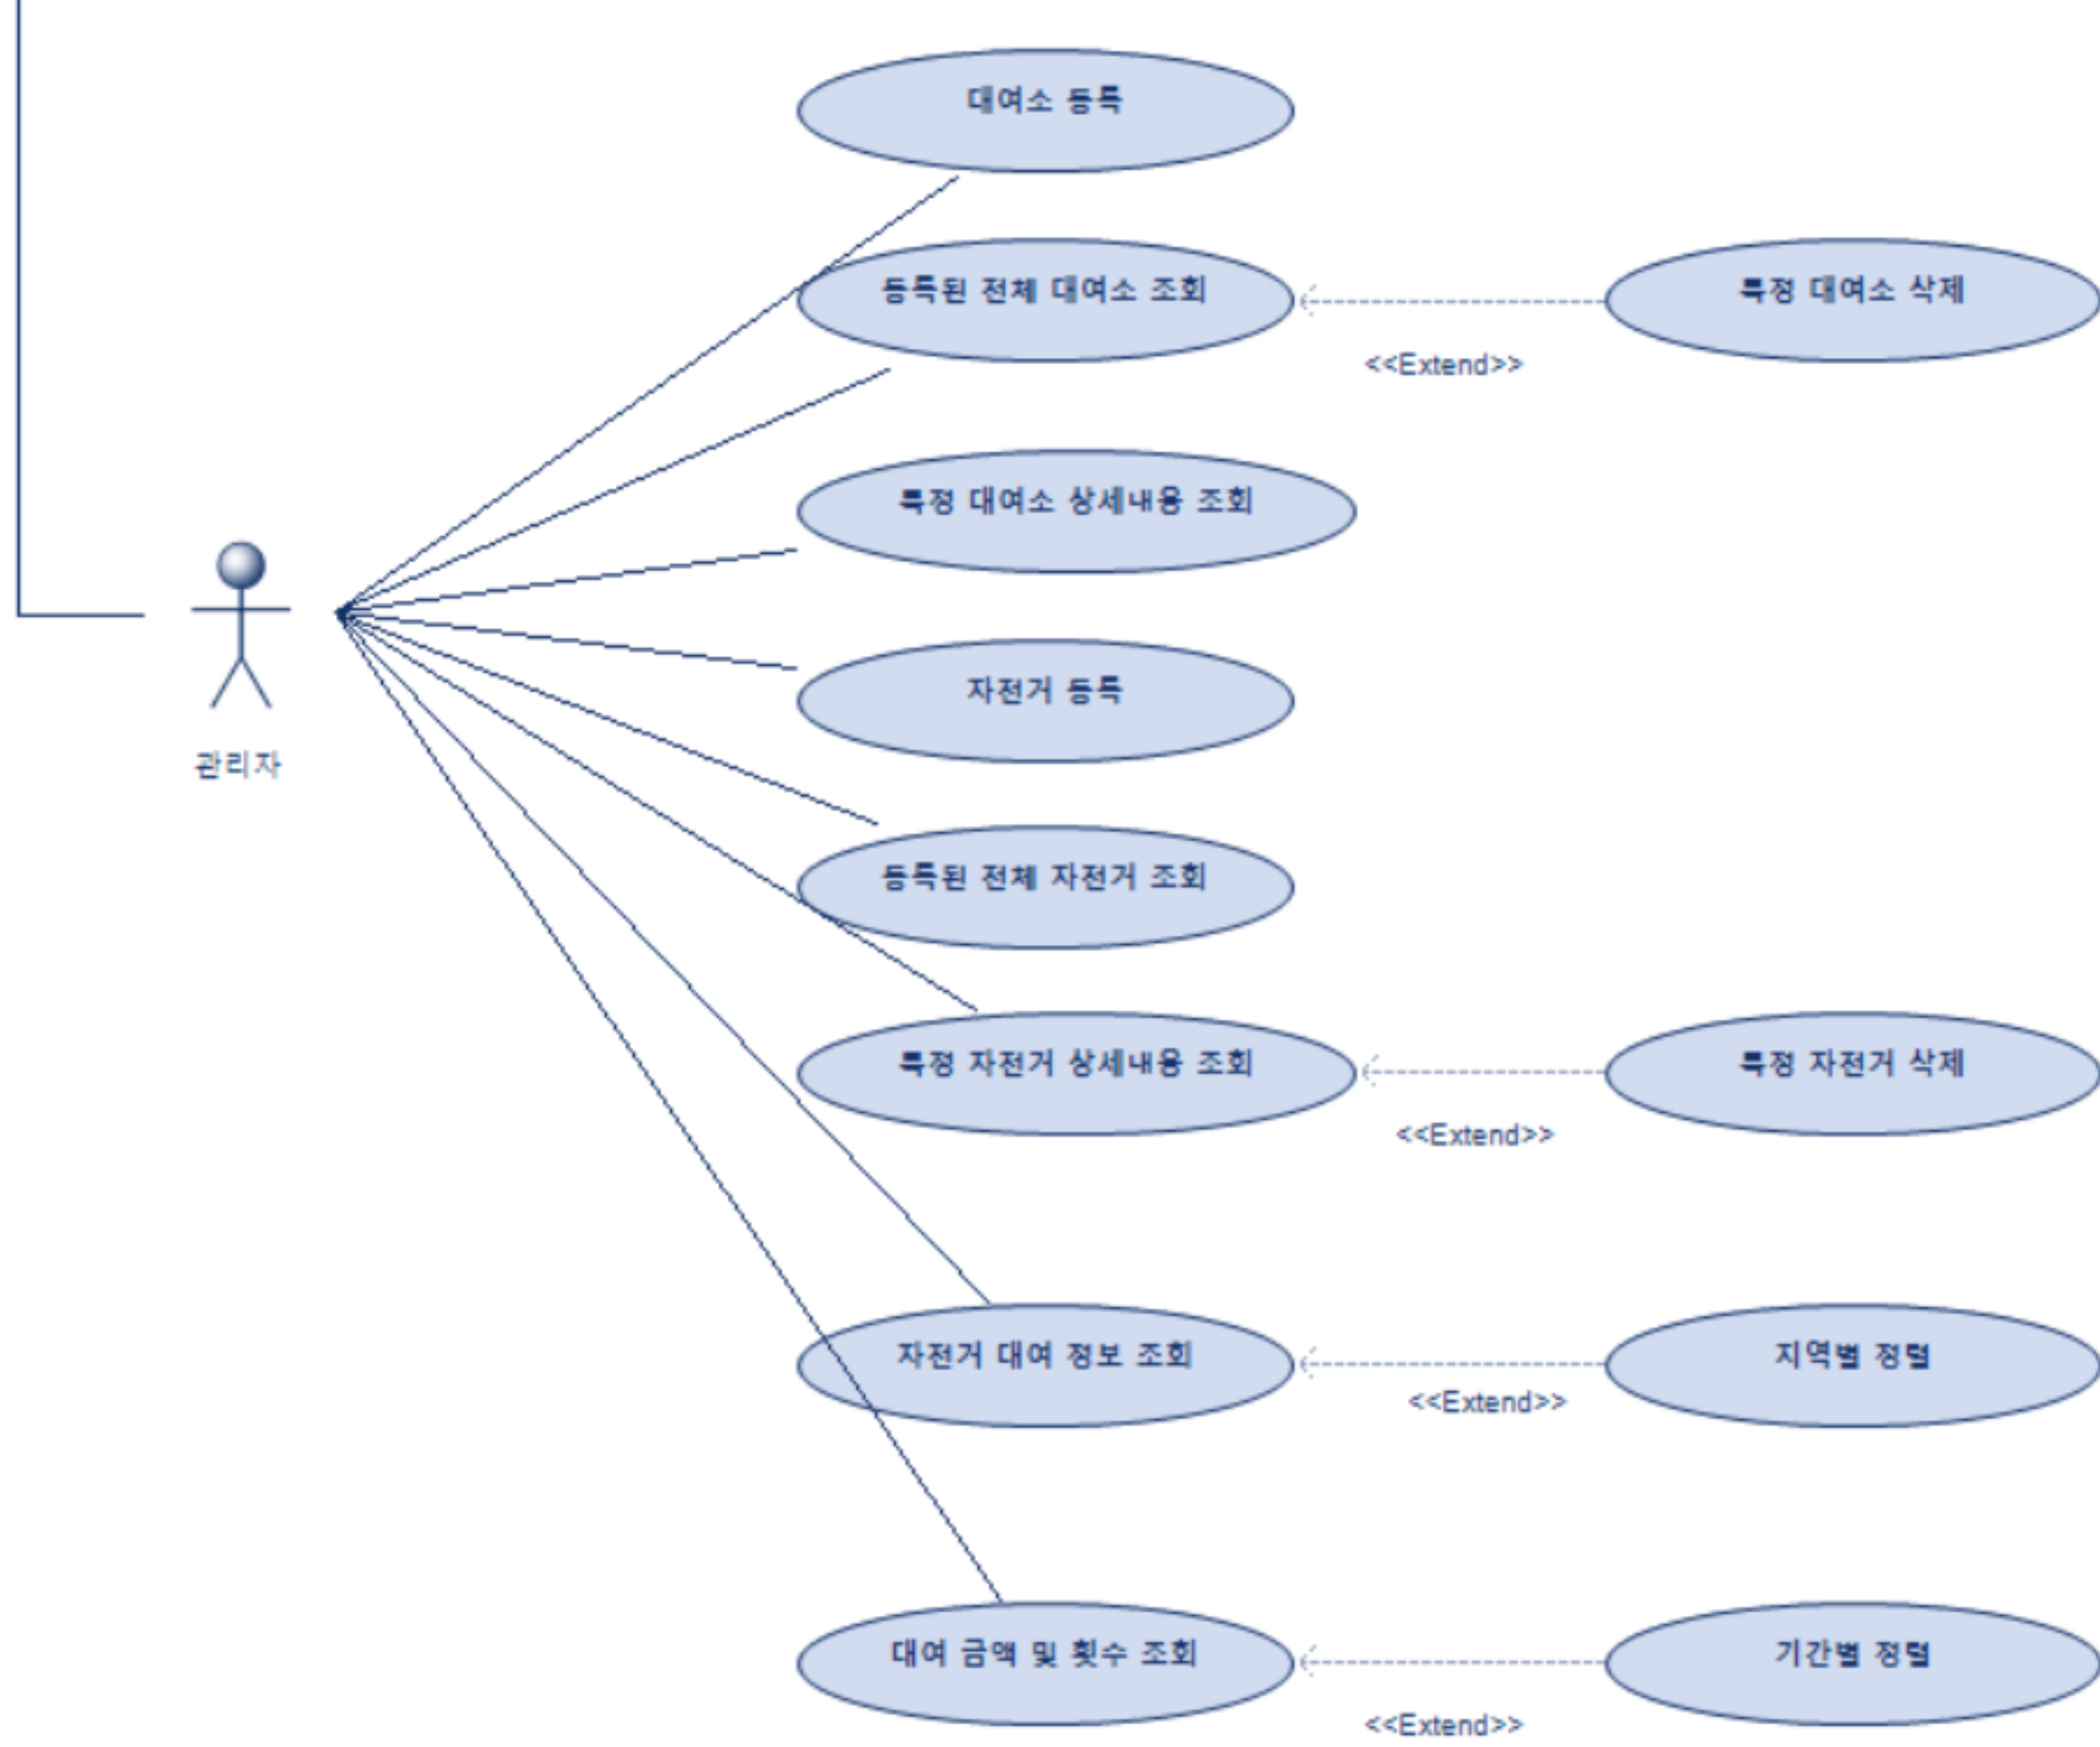 대여소 등록
등록된 전체 대여소 조회
특정 대여소 삭제
<<Extend>>
특정 대여소 상세내용 조회
관리자
자전거 등록
등록된 전체 자전거 조회
특정 자전거 상세내용 조회
특정 자전거 삭제
<<Extend>>
자전거 대여 정보 조회
지역별 정렬
<<Extend>>
대여 금액 및 횟수 조회
기간별 정렬
<<Extend>>